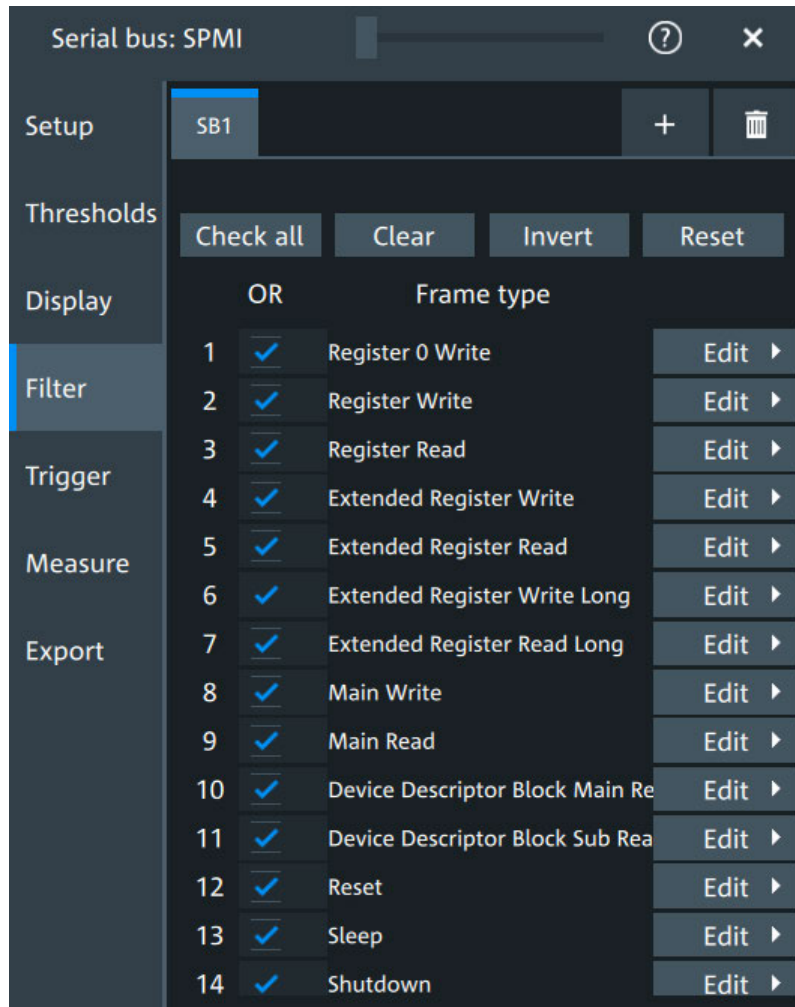 Serial bus: SPMI ? ×
Setup
Thresholds
Display
Filter
Trigger
Measure
Export
SB1 +
Check all Clear Invert Reset
OR Frame type
1 Register 0 Write Edit
2 Register Write Edit
3 Register Read Edit
4 Extended Register Write Edit
5 Extended Register Read Edit
6 Extended Register Write Long Edit
7 Extended Register Read Long Edit
8 Main Write Edit
9 Main Read Edit
10 Device Descriptor Block Main Re Edit
11 Device Descriptor Block Sub Rea Edit
12 Reset Edit
13 Sleep Edit
14 Shutdown Edit